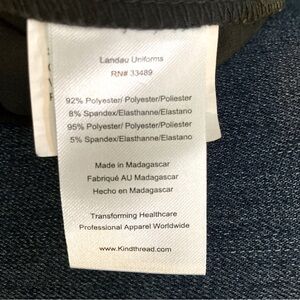 Landau Uniforms
RN# 33489
92% Polyester/ Polyester/Poliester
8% Spandex/Elasthanne/Elastano
95% Polyester/ Polyester/Poliester
5% Spandex/Elasthanne/Elastano
Made in Madagascar
Fabriqué AU Madagascar
Hecho en Madagascar
Transforming Healthcare
Professional Apparel Worldwide
www.Kindthread.com